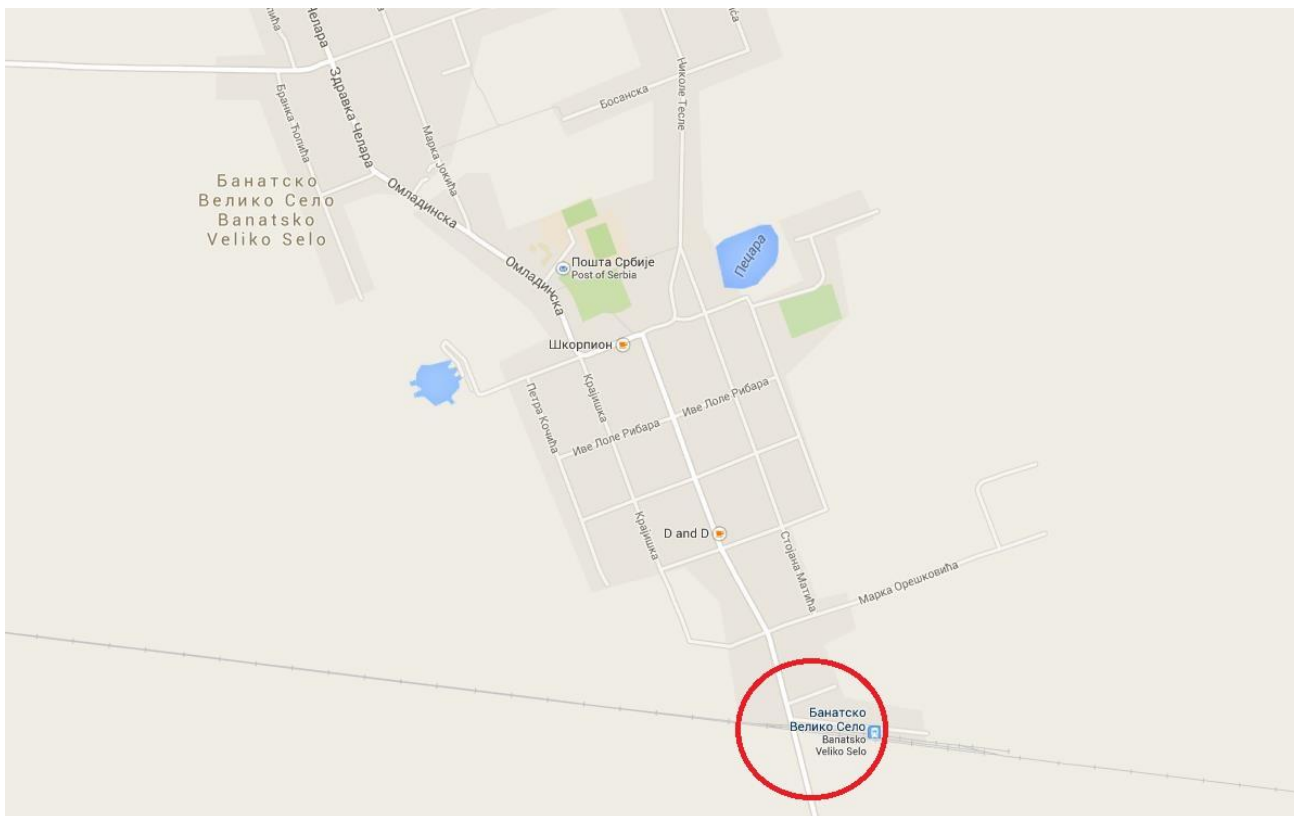 Челара
Здравка Челара
Бранка Ћопића
Марка Јокића
Николе Тесле
Босанска
Банатско
Велико Село
Banatsko
Veliko Selo
Омладинска
Омладинска
Пошта Србије
Post of Serbia
Пецара
Шкорпион
Петра Кочића
Крајишка
Иве Лоле Рибара
Иве Лоле Рибара
D and D
Крајишка
Стојана Матића
Марка Орешковића
Банатско
Велико Село
Banatsko
Veliko Selo